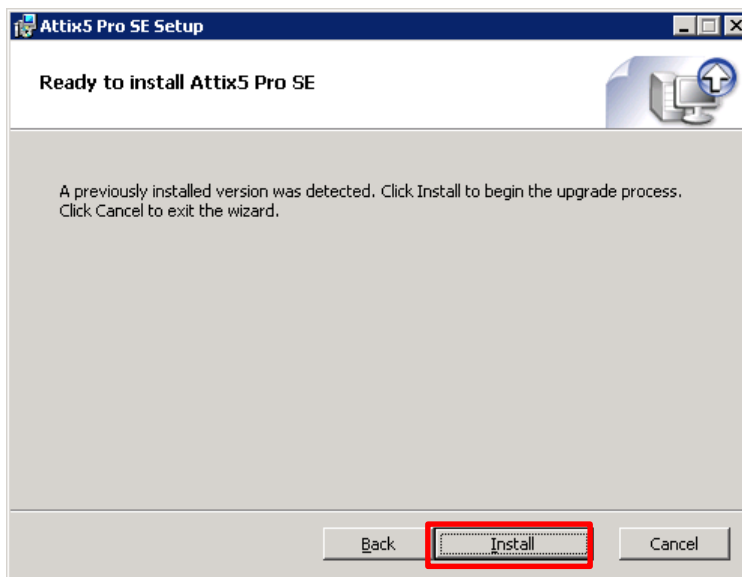 Attix5 Pro SE Setup
Ready to install Attix5 Pro SE
A previously installed version was detected. Click Install to begin the upgrade process.
Click Cancel to exit the wizard.
Back
Install
Cancel